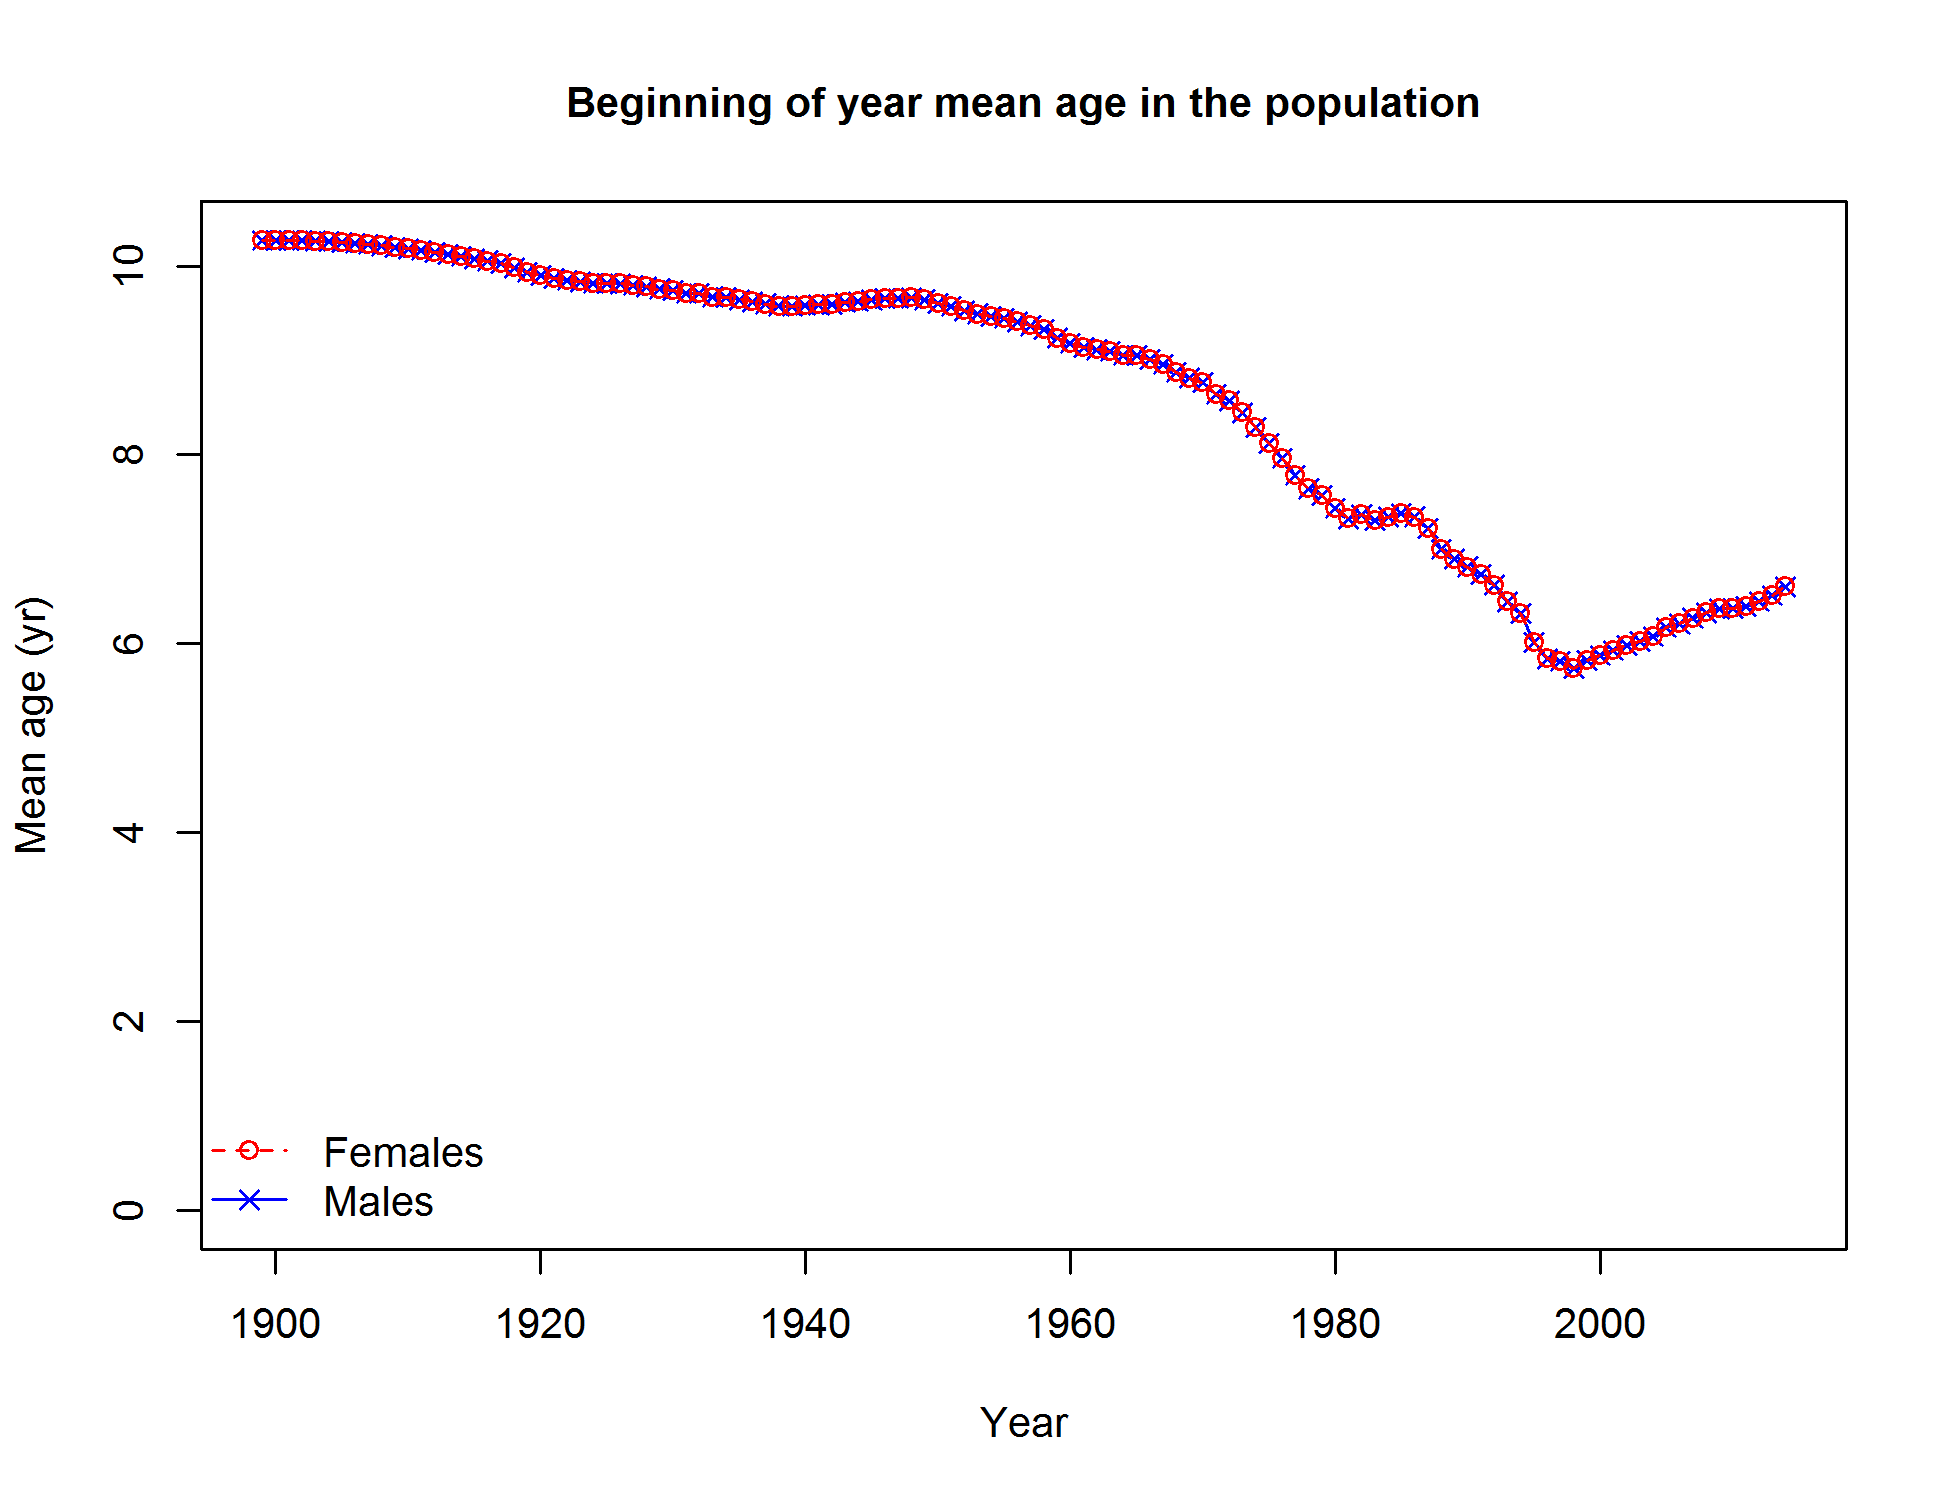 Beginning of year mean age in the population
Mean age (yr)
10
8
6
4
2
0
Females
Males
1900 1920 1940 1960 1980 2000
Year